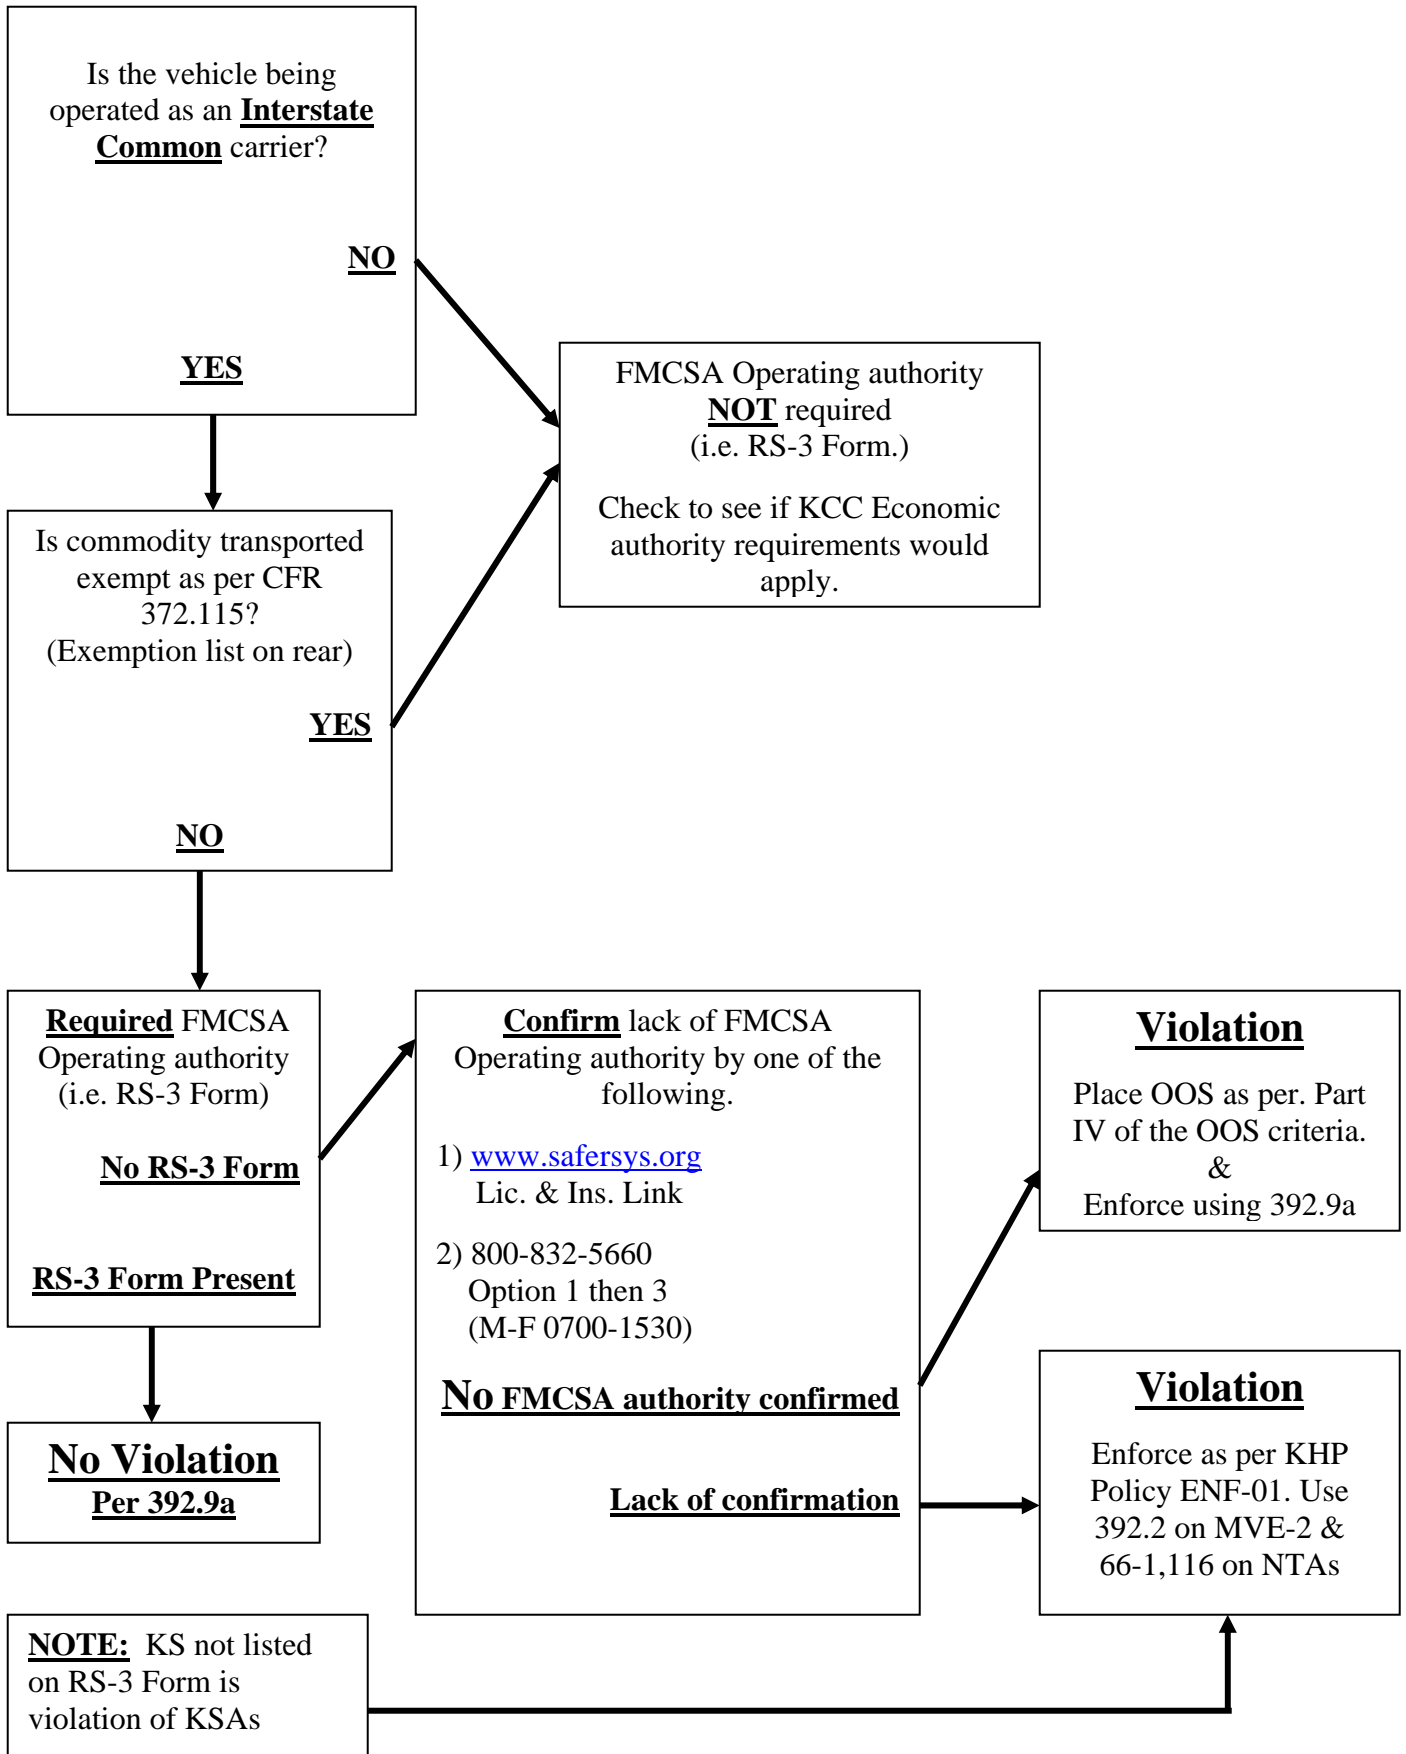 Is the vehicle being
operated as an Interstate
Common carrier?
NO
YES
FMCSA Operating authority
NOT required
(i.e. RS-3 Form.)
Check to see if KCC Economic
authority requirements would
apply.
Is commodity transported
exempt as per CFR
372.115?
(Exemption list on rear)
YES
NO
Required FMCSA
Operating authority
(i.e. RS-3 Form)
No RS-3 Form
RS-3 Form Present
Confirm lack of FMCSA
Operating authority by one of the
following.
1) www.safersys.org
Lic. & Ins. Link
2) 800-832-5660
Option 1 then 3
(M-F 0700-1530)
No FMCSA authority confirmed
Lack of confirmation
Violation
Place OOS as per. Part
IV of the OOS criteria.
&
Enforce using 392.9a
Violation
Enforce as per KHP
Policy ENF-01. Use
392.2 on MVE-2 &
66-1,116 on NTAs
No Violation
Per 392.9a
NOTE: KS not listed
on RS-3 Form is
violation of KSAs